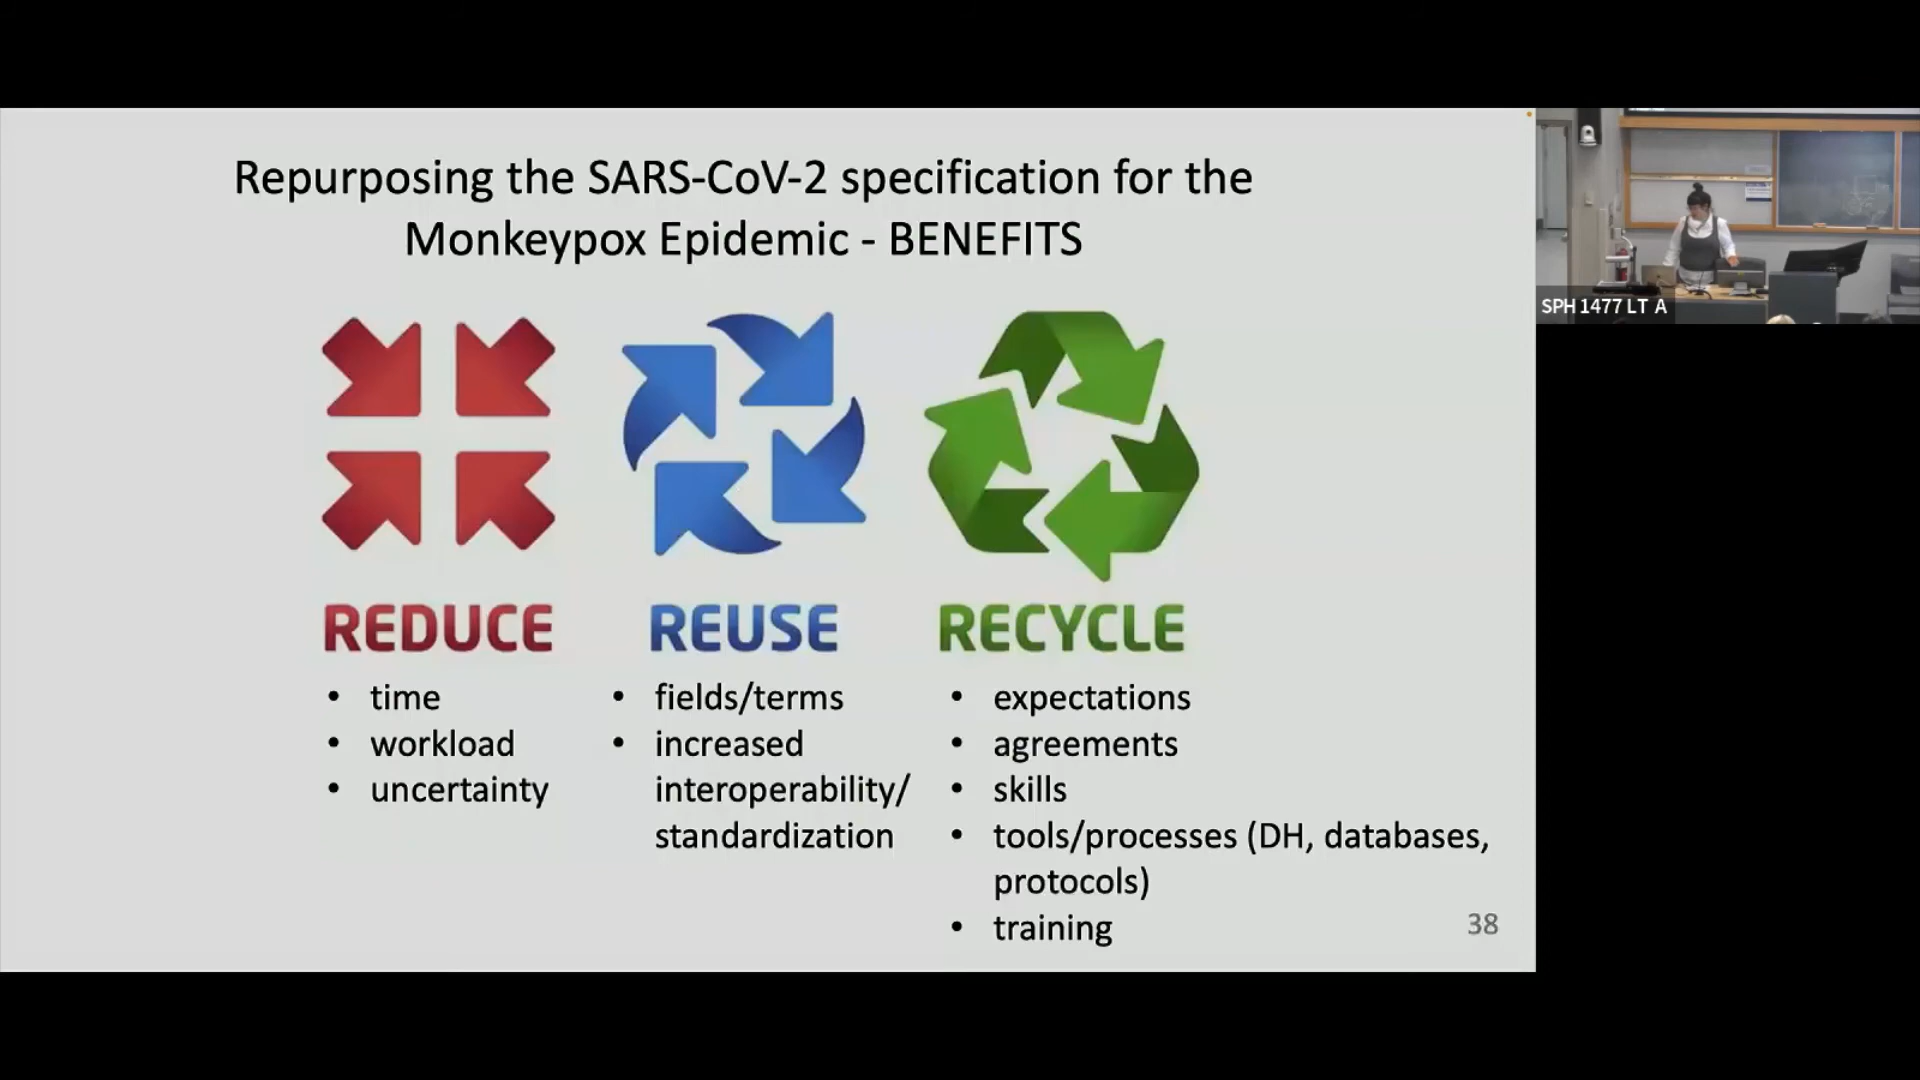 Repurposing the SARS-CoV-2 specification for the
Monkeypox Epidemic - BENEFITS
REDUCE
• time
• workload
• uncertainty
REUSE
• fields/terms
• increased
interoperability/
standardization
RECYCLE
• expectations
• agreements
• skills
• tools/processes (DH, databases,
protocols)
• training
38
SPH 1477 LT A